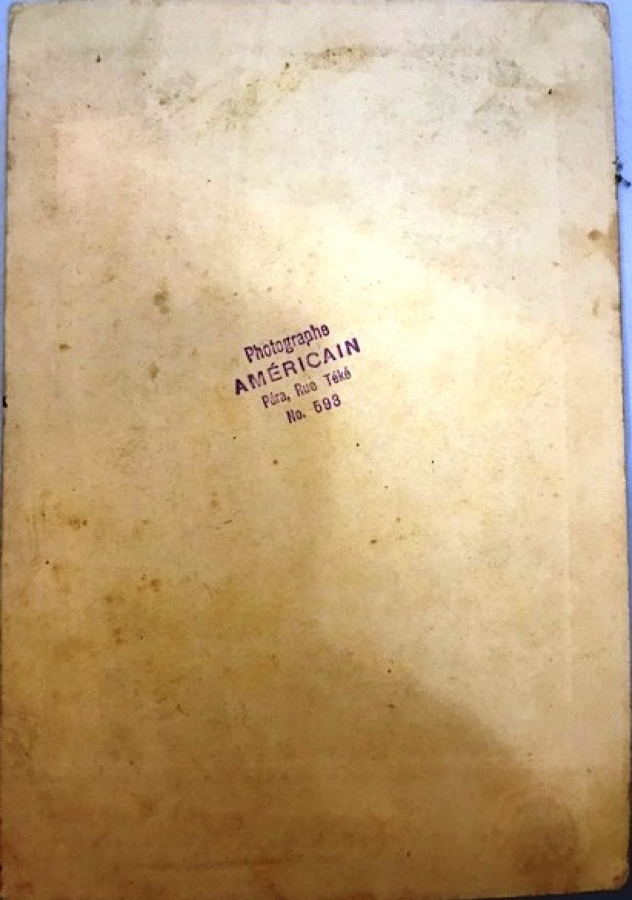 Photographe
AMÉRICAIN
Péra, Rue Téké
No. 593